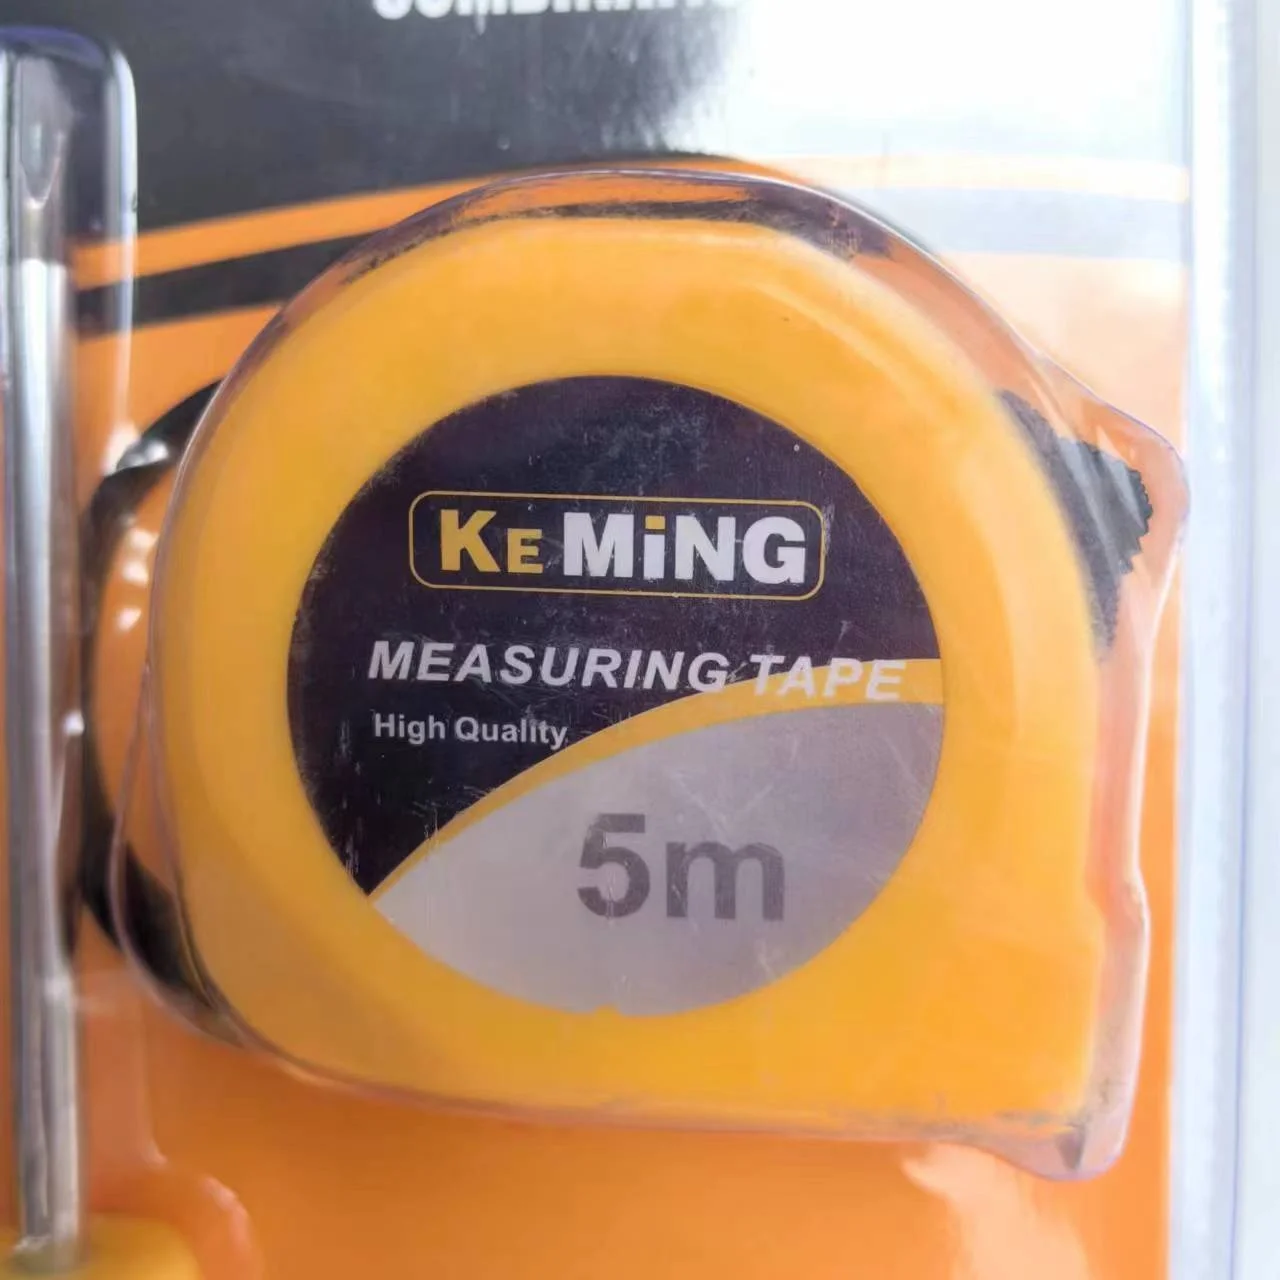 KE MiNG
MEASURING TAPE
High Quality
5m